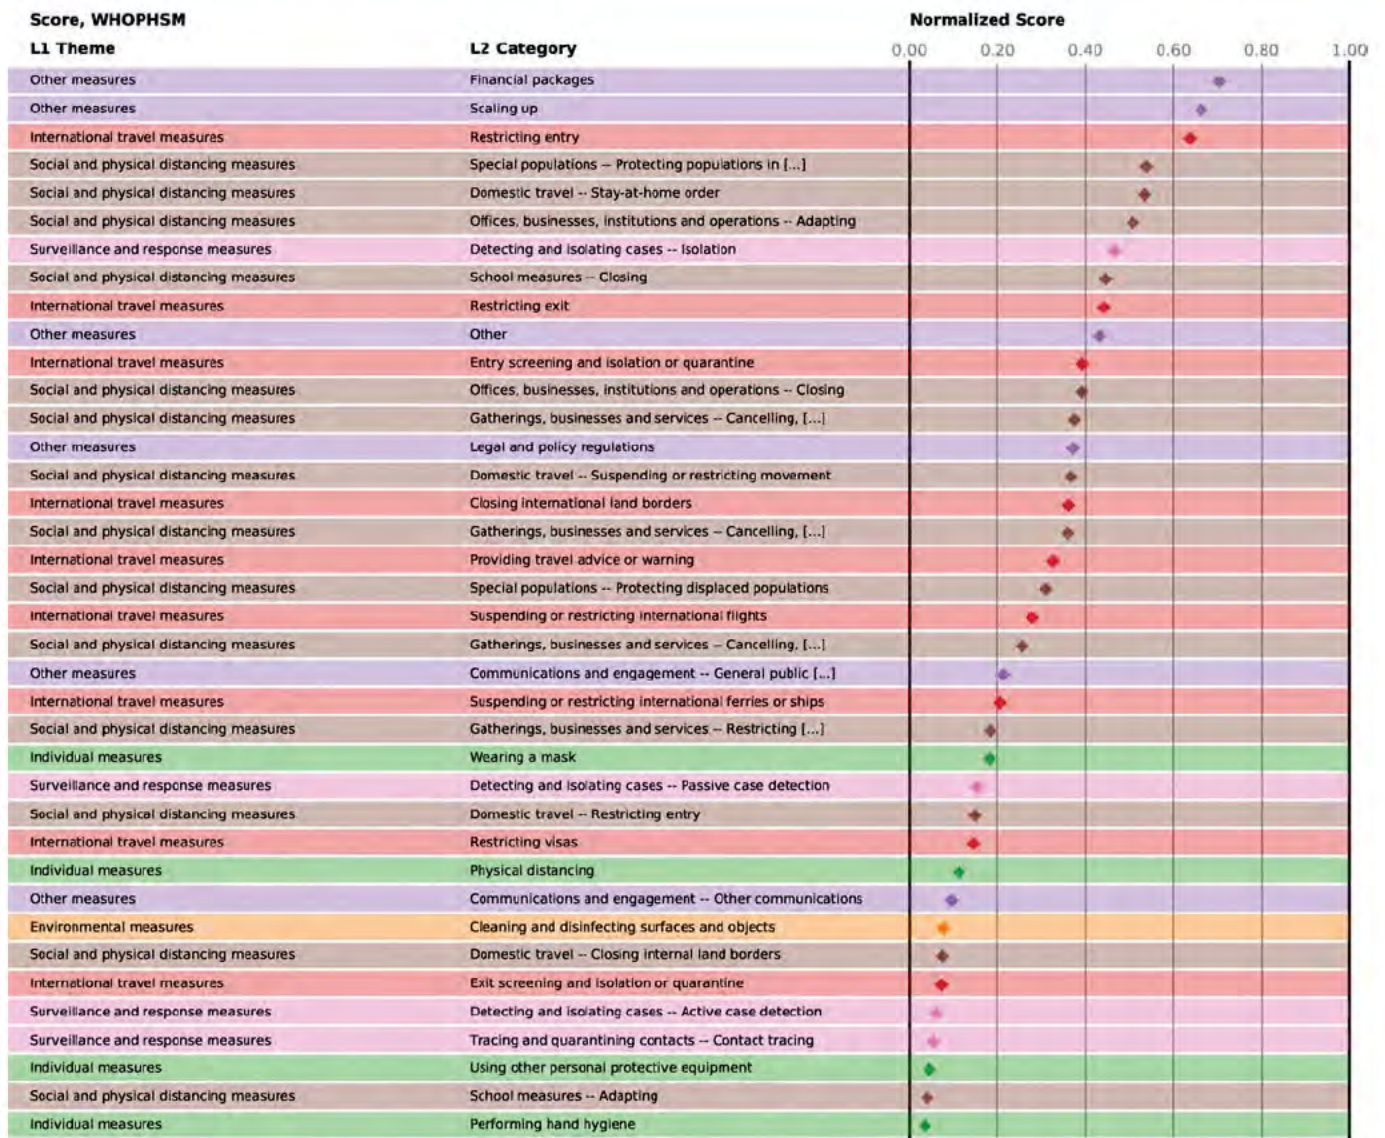 Score, WHOPHSM Normalized Score
L1 Theme L2 Category 0.00 0.20 0.40 0.60 0.80 1.00
Other measures Financial packages
Other measures Scaling up
International travel measures Restricting entry
Social and physical distancing measures Special populations -- Protecting populations in [...]
Social and physical distancing measures Domestic travel -- Stay-at-home order
Social and physical distancing measures Offices, businesses, institutions and operations -- Adapting
Surveillance and response measures Detecting and isolating cases -- Isolation
Social and physical distancing measures School measures -- Closing
International travel measures Restricting exit
Other measures Other
International travel measures Entry screening and isolation or quarantine
Social and physical distancing measures Offices, businesses, institutions and operations -- Closing
Social and physical distancing measures Gatherings, businesses and services -- Cancelling, [...]
Other measures Legal and policy regulations
Social and physical distancing measures Domestic travel -- Suspending or restricting movement
International travel measures Closing international land borders
Social and physical distancing measures Gatherings, businesses and services -- Cancelling, [...]
International travel measures Providing travel advice or warning
Social and physical distancing measures Special populations -- Protecting displaced populations
International travel measures Suspending or restricting international flights
Social and physical distancing measures Gatherings, businesses and services -- Cancelling, [...]
Other measures Communications and engagement -- General public [...]
International travel measures Suspending or restricting international ferries or ships
Social and physical distancing measures Gatherings, businesses and services -- Restricting [...]
Individual measures Wearing a mask
Surveillance and response measures Detecting and isolating cases -- Passive case detection
Social and physical distancing measures Domestic travel -- Restricting entry
International travel measures Restricting visas
Individual measures Physical distancing
Other measures Communications and engagement -- Other communications
Environmental measures Cleaning and disinfecting surfaces and objects
Social and physical distancing measures Domestic travel -- Closing internal land borders
International travel measures Exit screening and isolation or quarantine
Surveillance and response measures Detecting and isolating cases -- Active case detection
Surveillance and response measures Tracing and quarantining contacts -- Contact tracing
Individual measures Using other personal protective equipment
Social and physical distancing measures School measures -- Adapting
Individual measures Performing hand hygiene